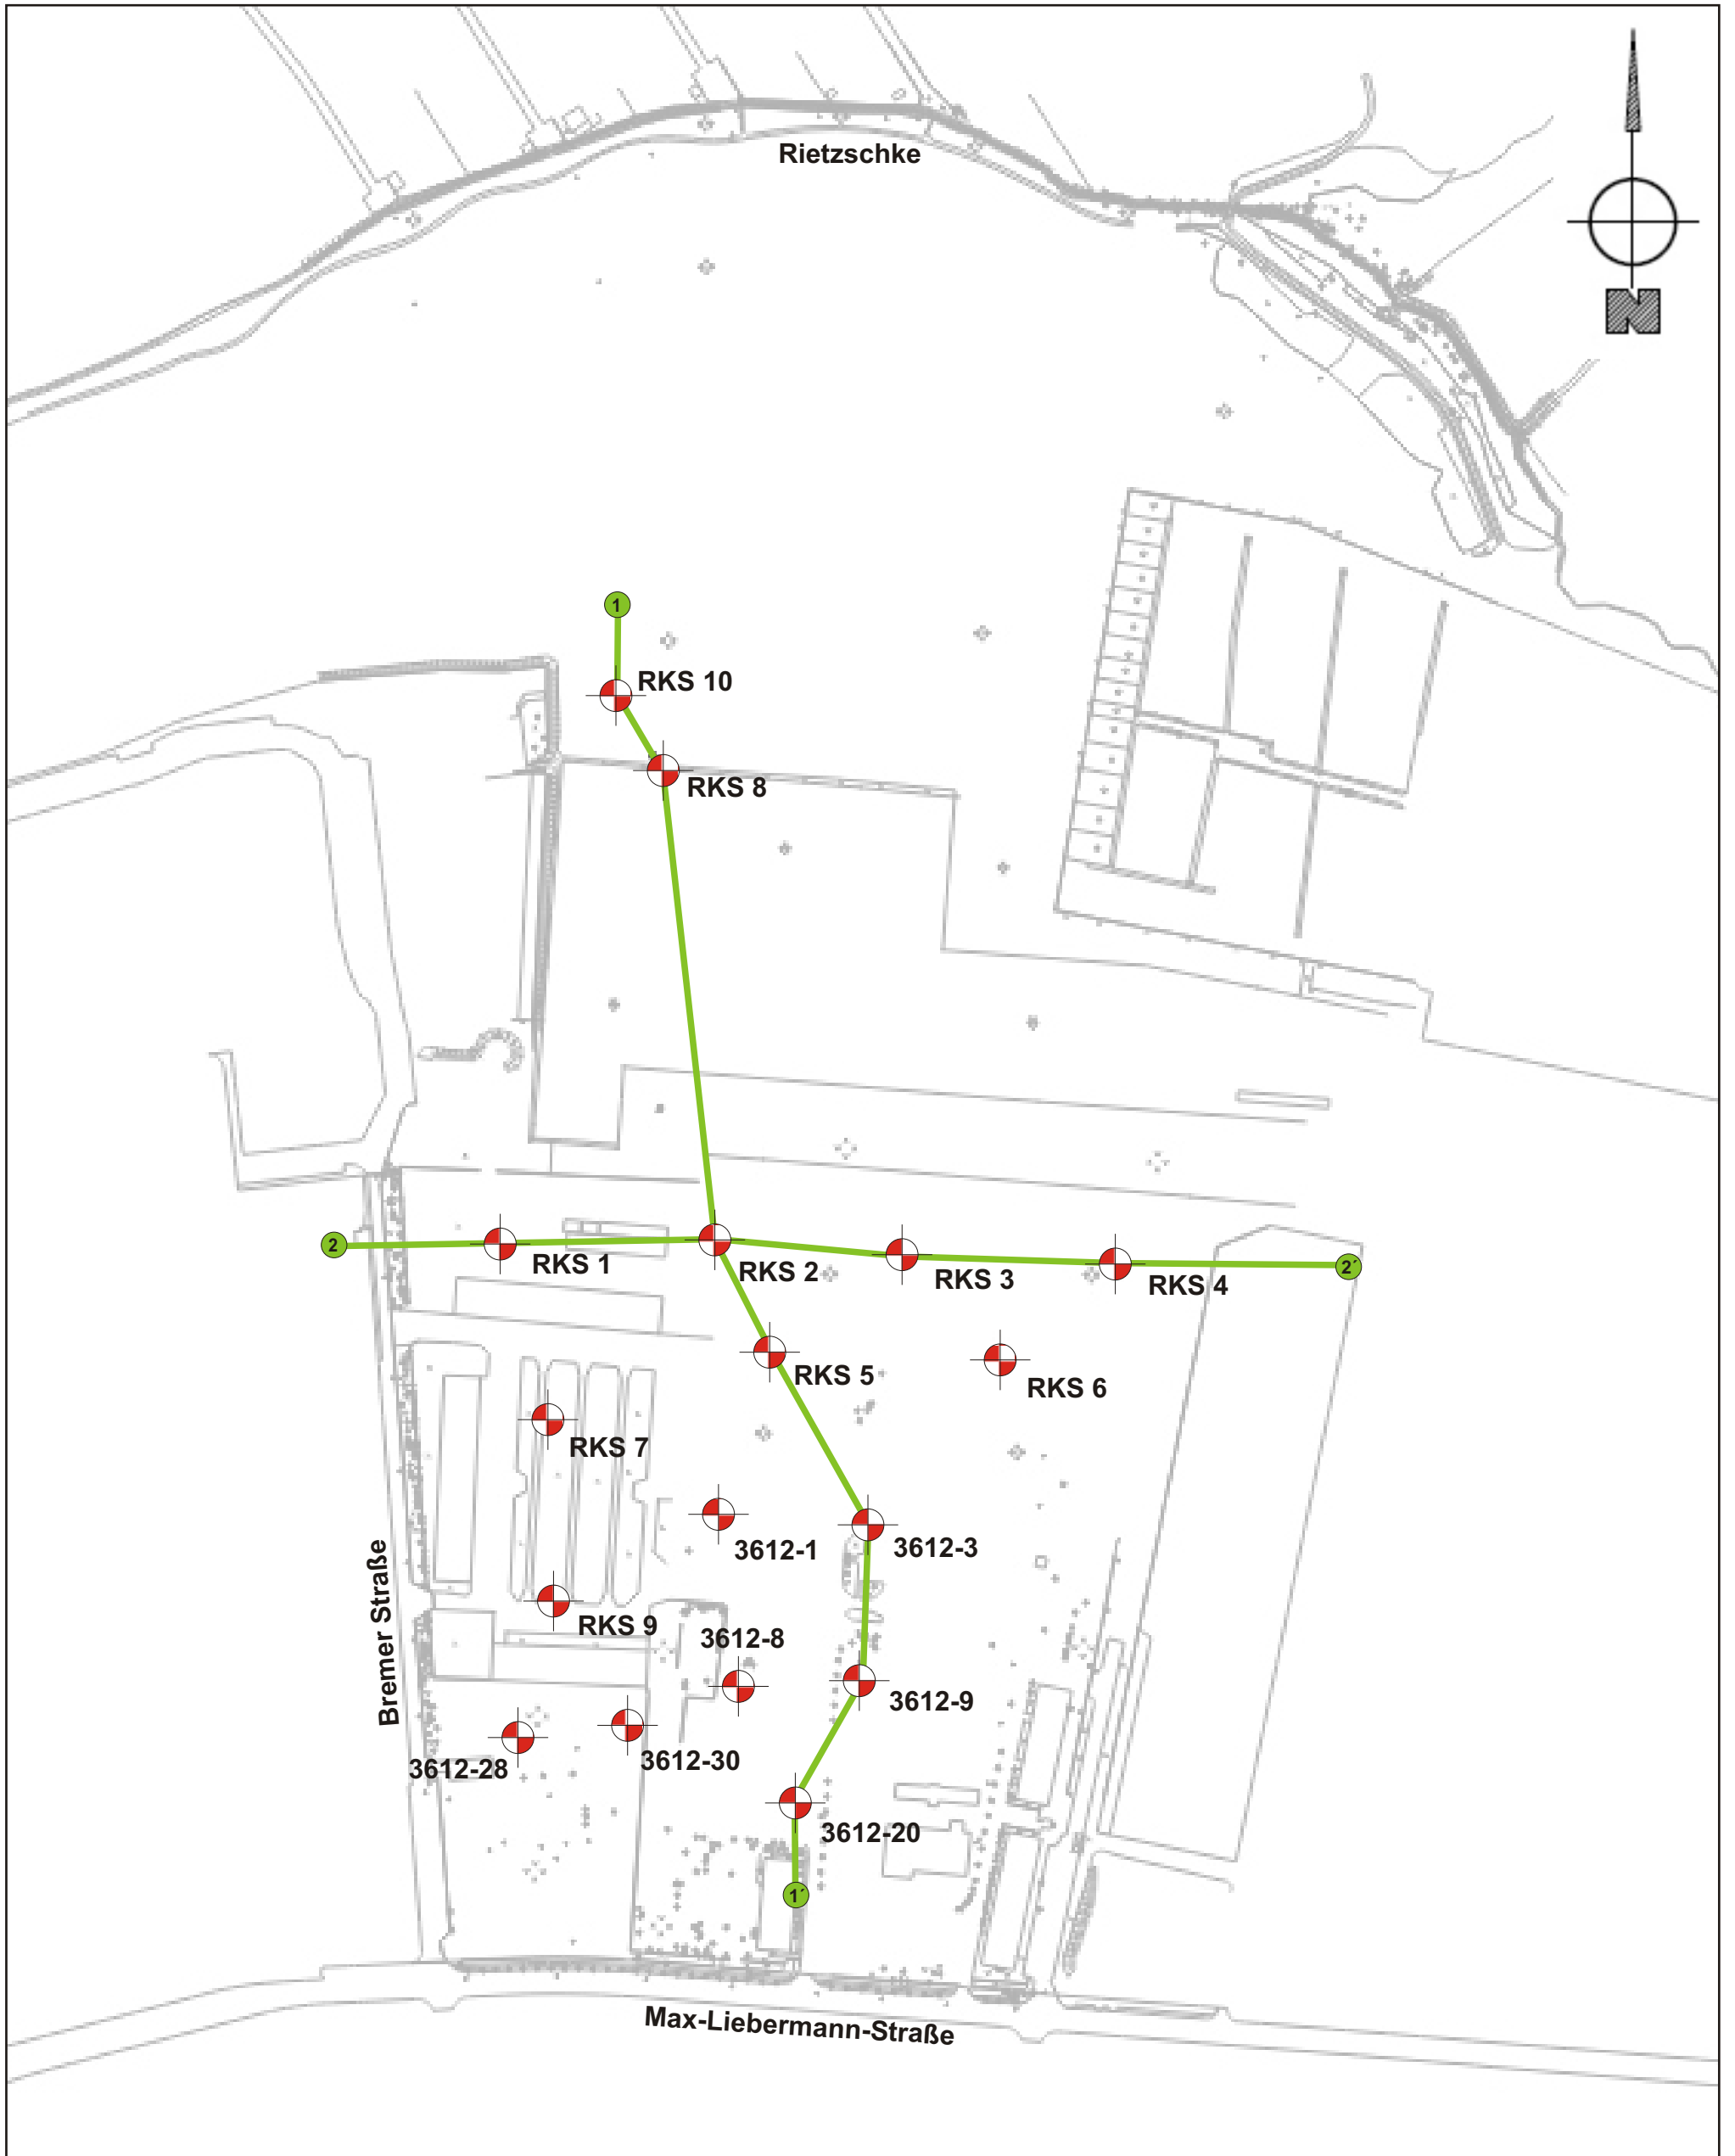 Rietzschke
N
1
RKS 10
RKS 8
2
RKS 1
RKS 2
RKS 3
RKS 4
2´
RKS 5
RKS 6
RKS 7
3612-1
3612-3
RKS 9
3612-8
Bremer Straße
3612-9
3612-28
3612-30
3612-20
1´
Max-Liebermann-Straße